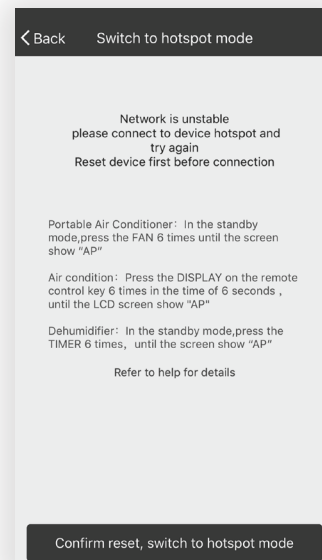 Back Switch to hotspot mode
Network is unstable
please connect to device hotspot and
try again
Reset device first before connection
Portable Air Conditioner: In the standby
mode,press the FAN 6 times until the screen
show “AP”
Air condition: Press the DISPLAY on the remote
control key 6 times in the time of 6 seconds ,
until the LCD screen show "AP"
Dehumidifier: In the standby mode,press the
TIMER 6 times, until the screen show “AP”
Refer to help for details
Confirm reset, switch to hotspot mode